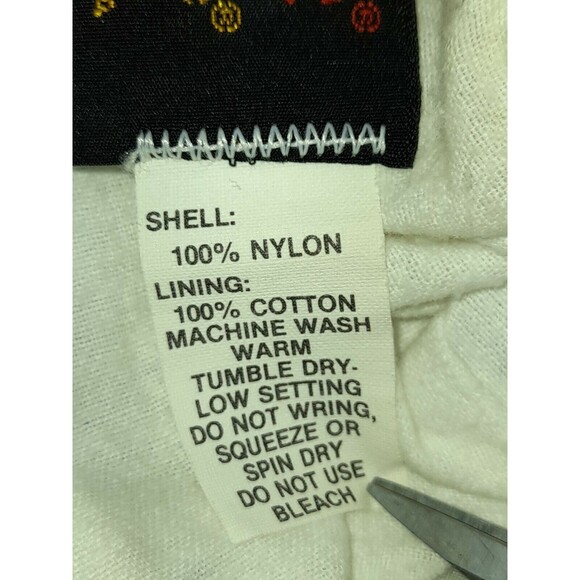 SHELL:
100% NYLON
LINING:
100% COTTON
MACHINE WASH
WARM
TUMBLE DRY-
LOW SETTING
DO NOT WRING,
SQUEEZE OR
SPIN DRY
DO NOT USE
BLEACH